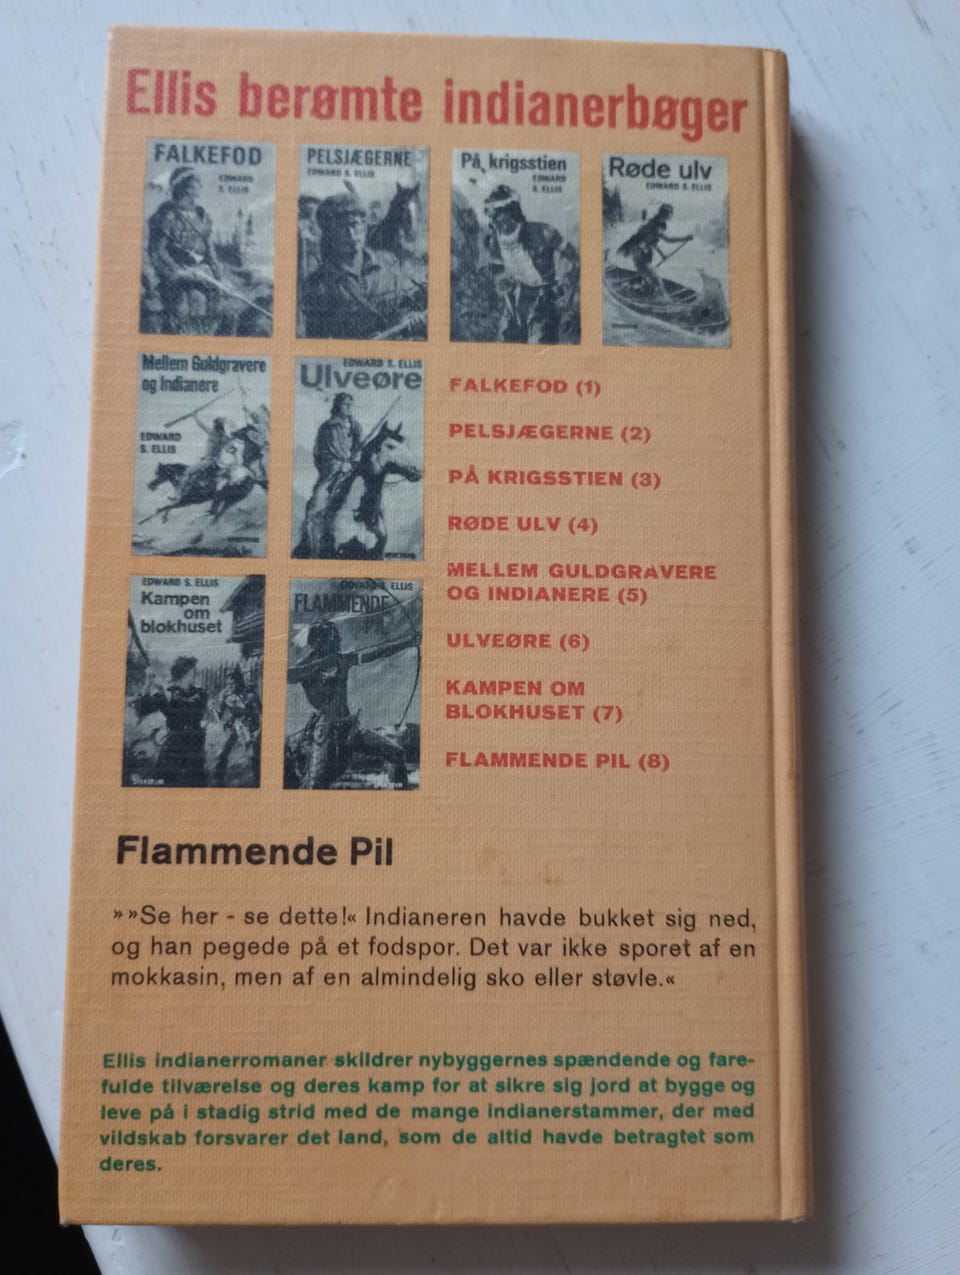 Ellis berømte indianerbøger
FALKEFOD
EDWARD
S. ELLIS
PELSJÆGERNE
EDWARD S. ELLIS
På krigsstien
EDWARD
S. ELLIS
Røde ulv
EDWARD S. ELLIS
Mellem Guldgravere
og Indianere
EDWARD
S. ELLIS
SPEKTRUM
EDWARD S. ELLIS
Ulveøre
SPEKTRUM
FALKEFOD (1)
PELSJÆGERNE (2)
PÅ KRIGSSTIEN (3)
RØDE ULV (4)
MELLEM GULDGRAVERE
OG INDIANERE (5)
ULVEØRE (6)
KAMPEN OM
BLOKHUSET (7)
FLAMMENDE PIL (8)
EDWARD S. ELLIS
Kampen
om
blokhuset
SPEKTRUM
EDWARD S. ELLIS
FLAMMENDE
SPEKTRUM
Flammende Pil
»»Se her - se dette!« Indianeren havde bukket sig ned,
og han pegede på et fodspor. Det var ikke sporet af en
mokkasin, men af en almindelig sko eller støvle.«
Ellis indianerromaner skildrer nybyggernes spændende og fare-
fulde tilværelse og deres kamp for at sikre sig jord at bygge og
leve på i stadig strid med de mange indianerstammer, der med
vildskab forsvarer det land, som de altid havde betragtet som
deres.